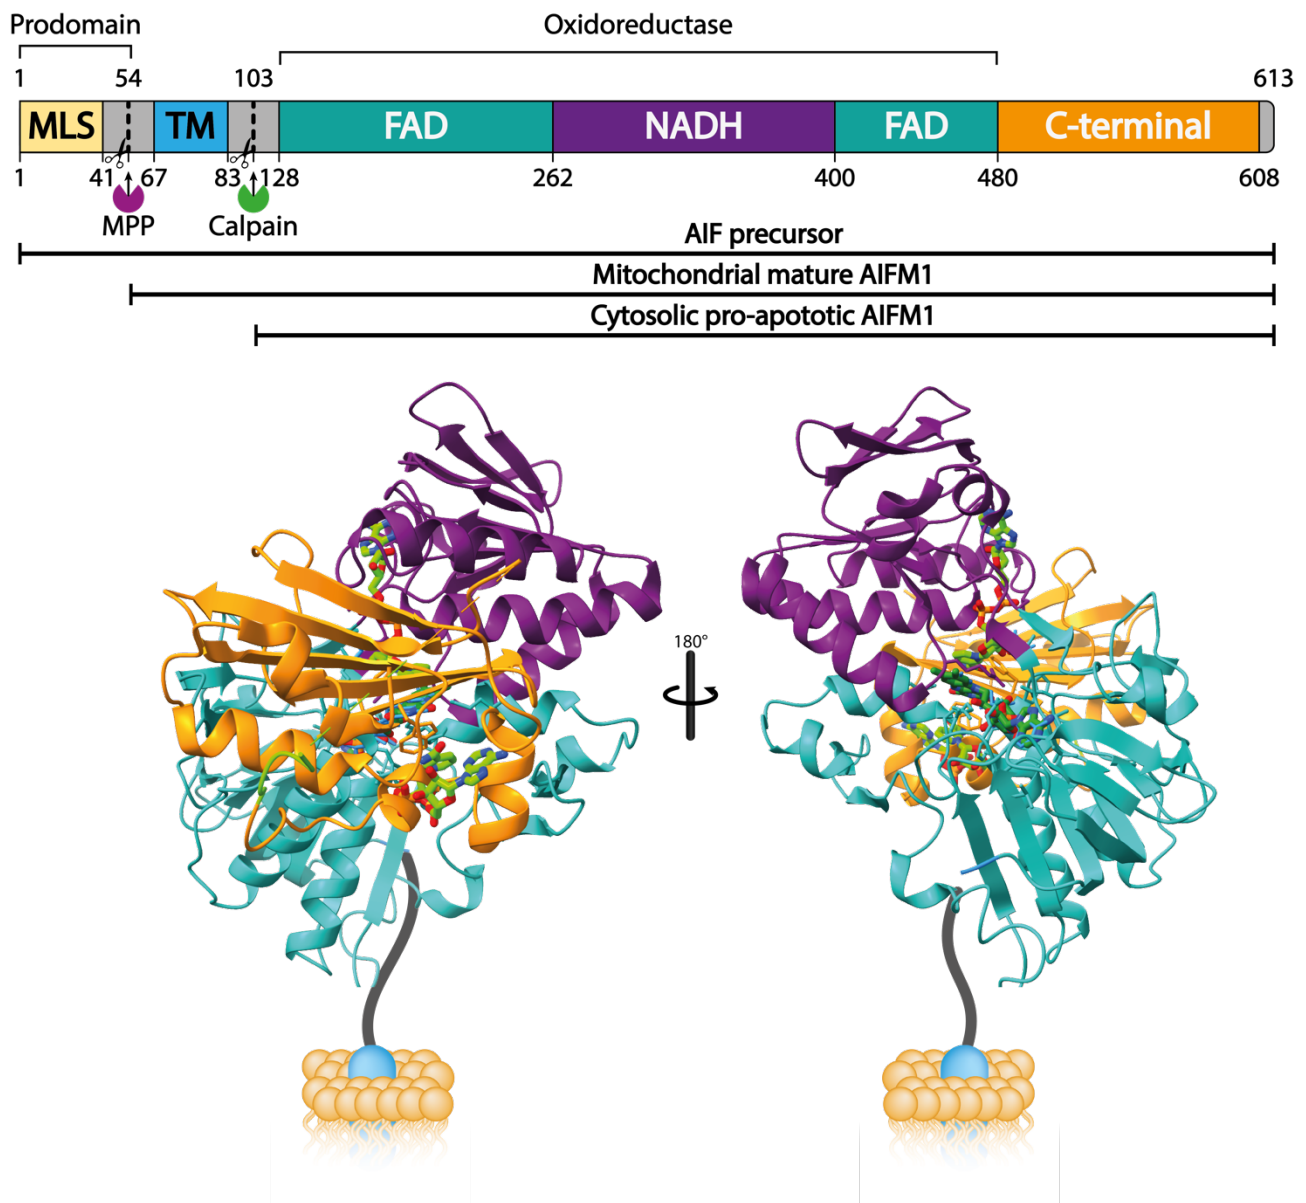 Prodomain Oxidoreductase
1 54 103 613
MLS TM FAD NADH FAD C-terminal
1 41 67 83 128 262 400 480 608
MPP Calpain
AIF precursor
Mitochondrial mature AIFM1
Cytosolic pro-apototic AIFM1
180°